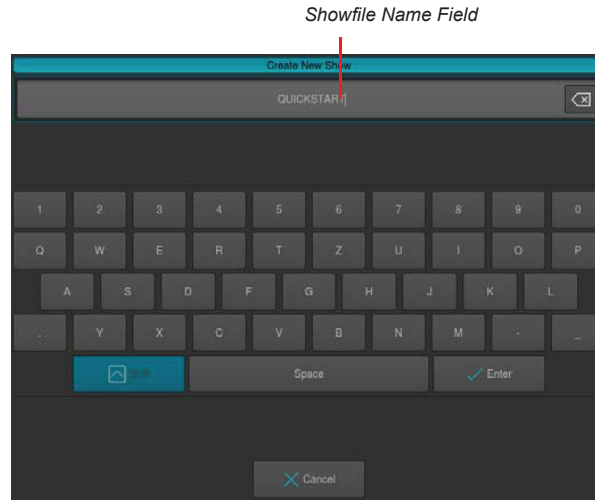 Showfile Name Field
Create New Show
QUICKSTART
1 2 3 4 5 6 7 8 9 0
Q W E R T Z U I O P
A S D F G H J K L
. Y X C V B N M - _
Space Enter
Cancel